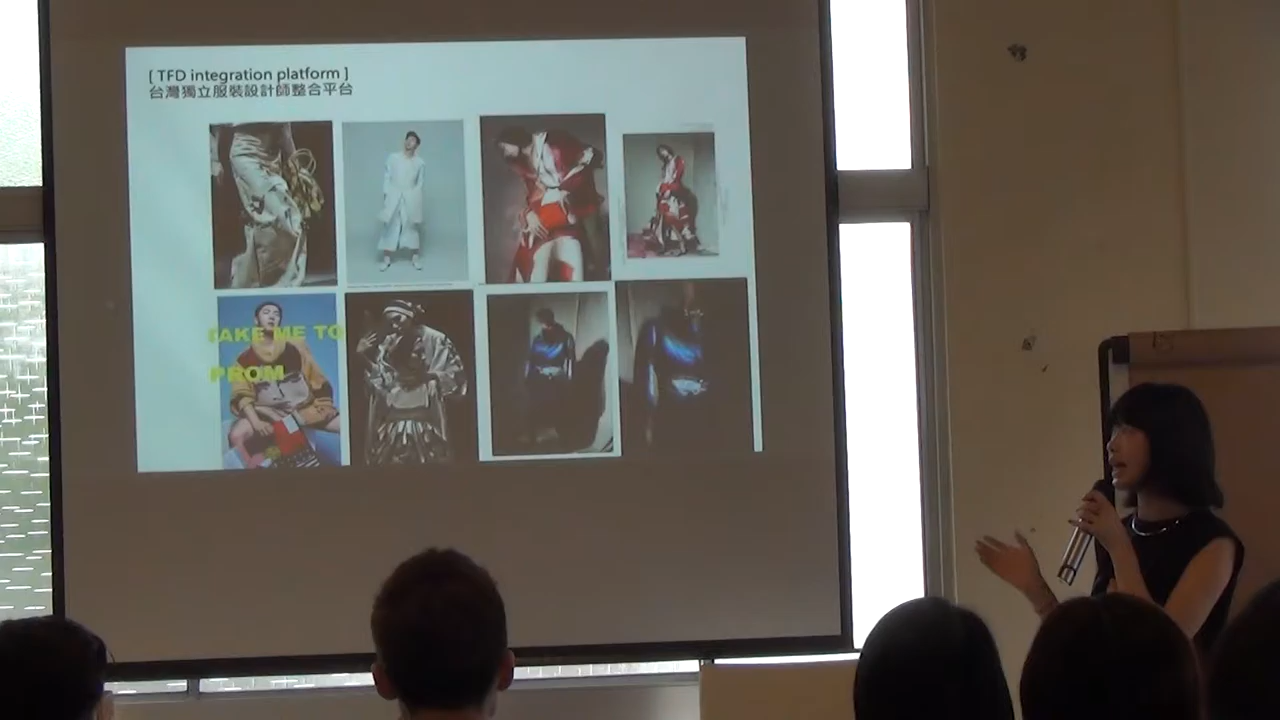 [ TFD integration platform ]
台灣獨立服裝設計師整合平台
TAKE ME TO
PROM